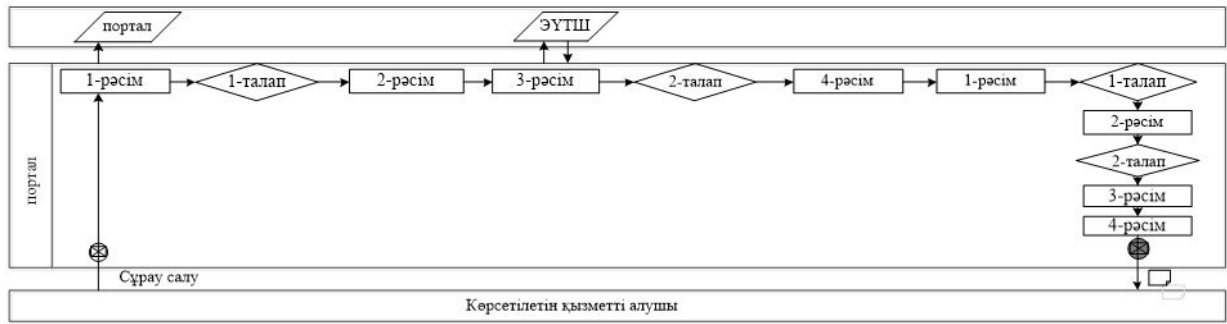 портал
ЭҮТШ
портал
1-рәсім
1-талап
2-рәсім
3-рәсім
2-талап
4-рәсім
1-рәсім
1-талап
2-рәсім
2-талап
3-рәсім
4-рәсім
Сұрау салу
Көрсетілетін қызметті алушы